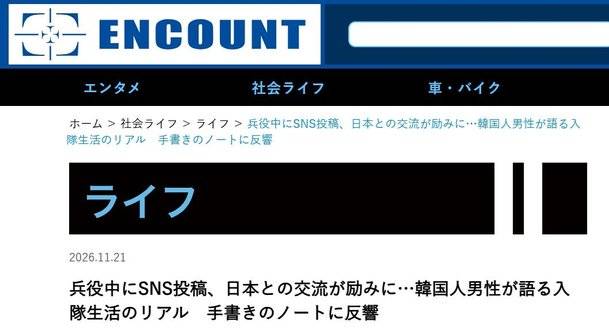 ENCOUNT
エンタメ 社会ライフ 車・バイク
ホーム > 社会ライフ > ライフ > 兵役中にSNS投稿、日本との交流が励みに…韓国人男性が語る入
隊生活のリアル　手書きのノートに反響
ライフ
2026.11.21
兵役中にSNS投稿、日本との交流が励みに…韓国人男性が語る入
隊生活のリアル　手書きのノートに反響